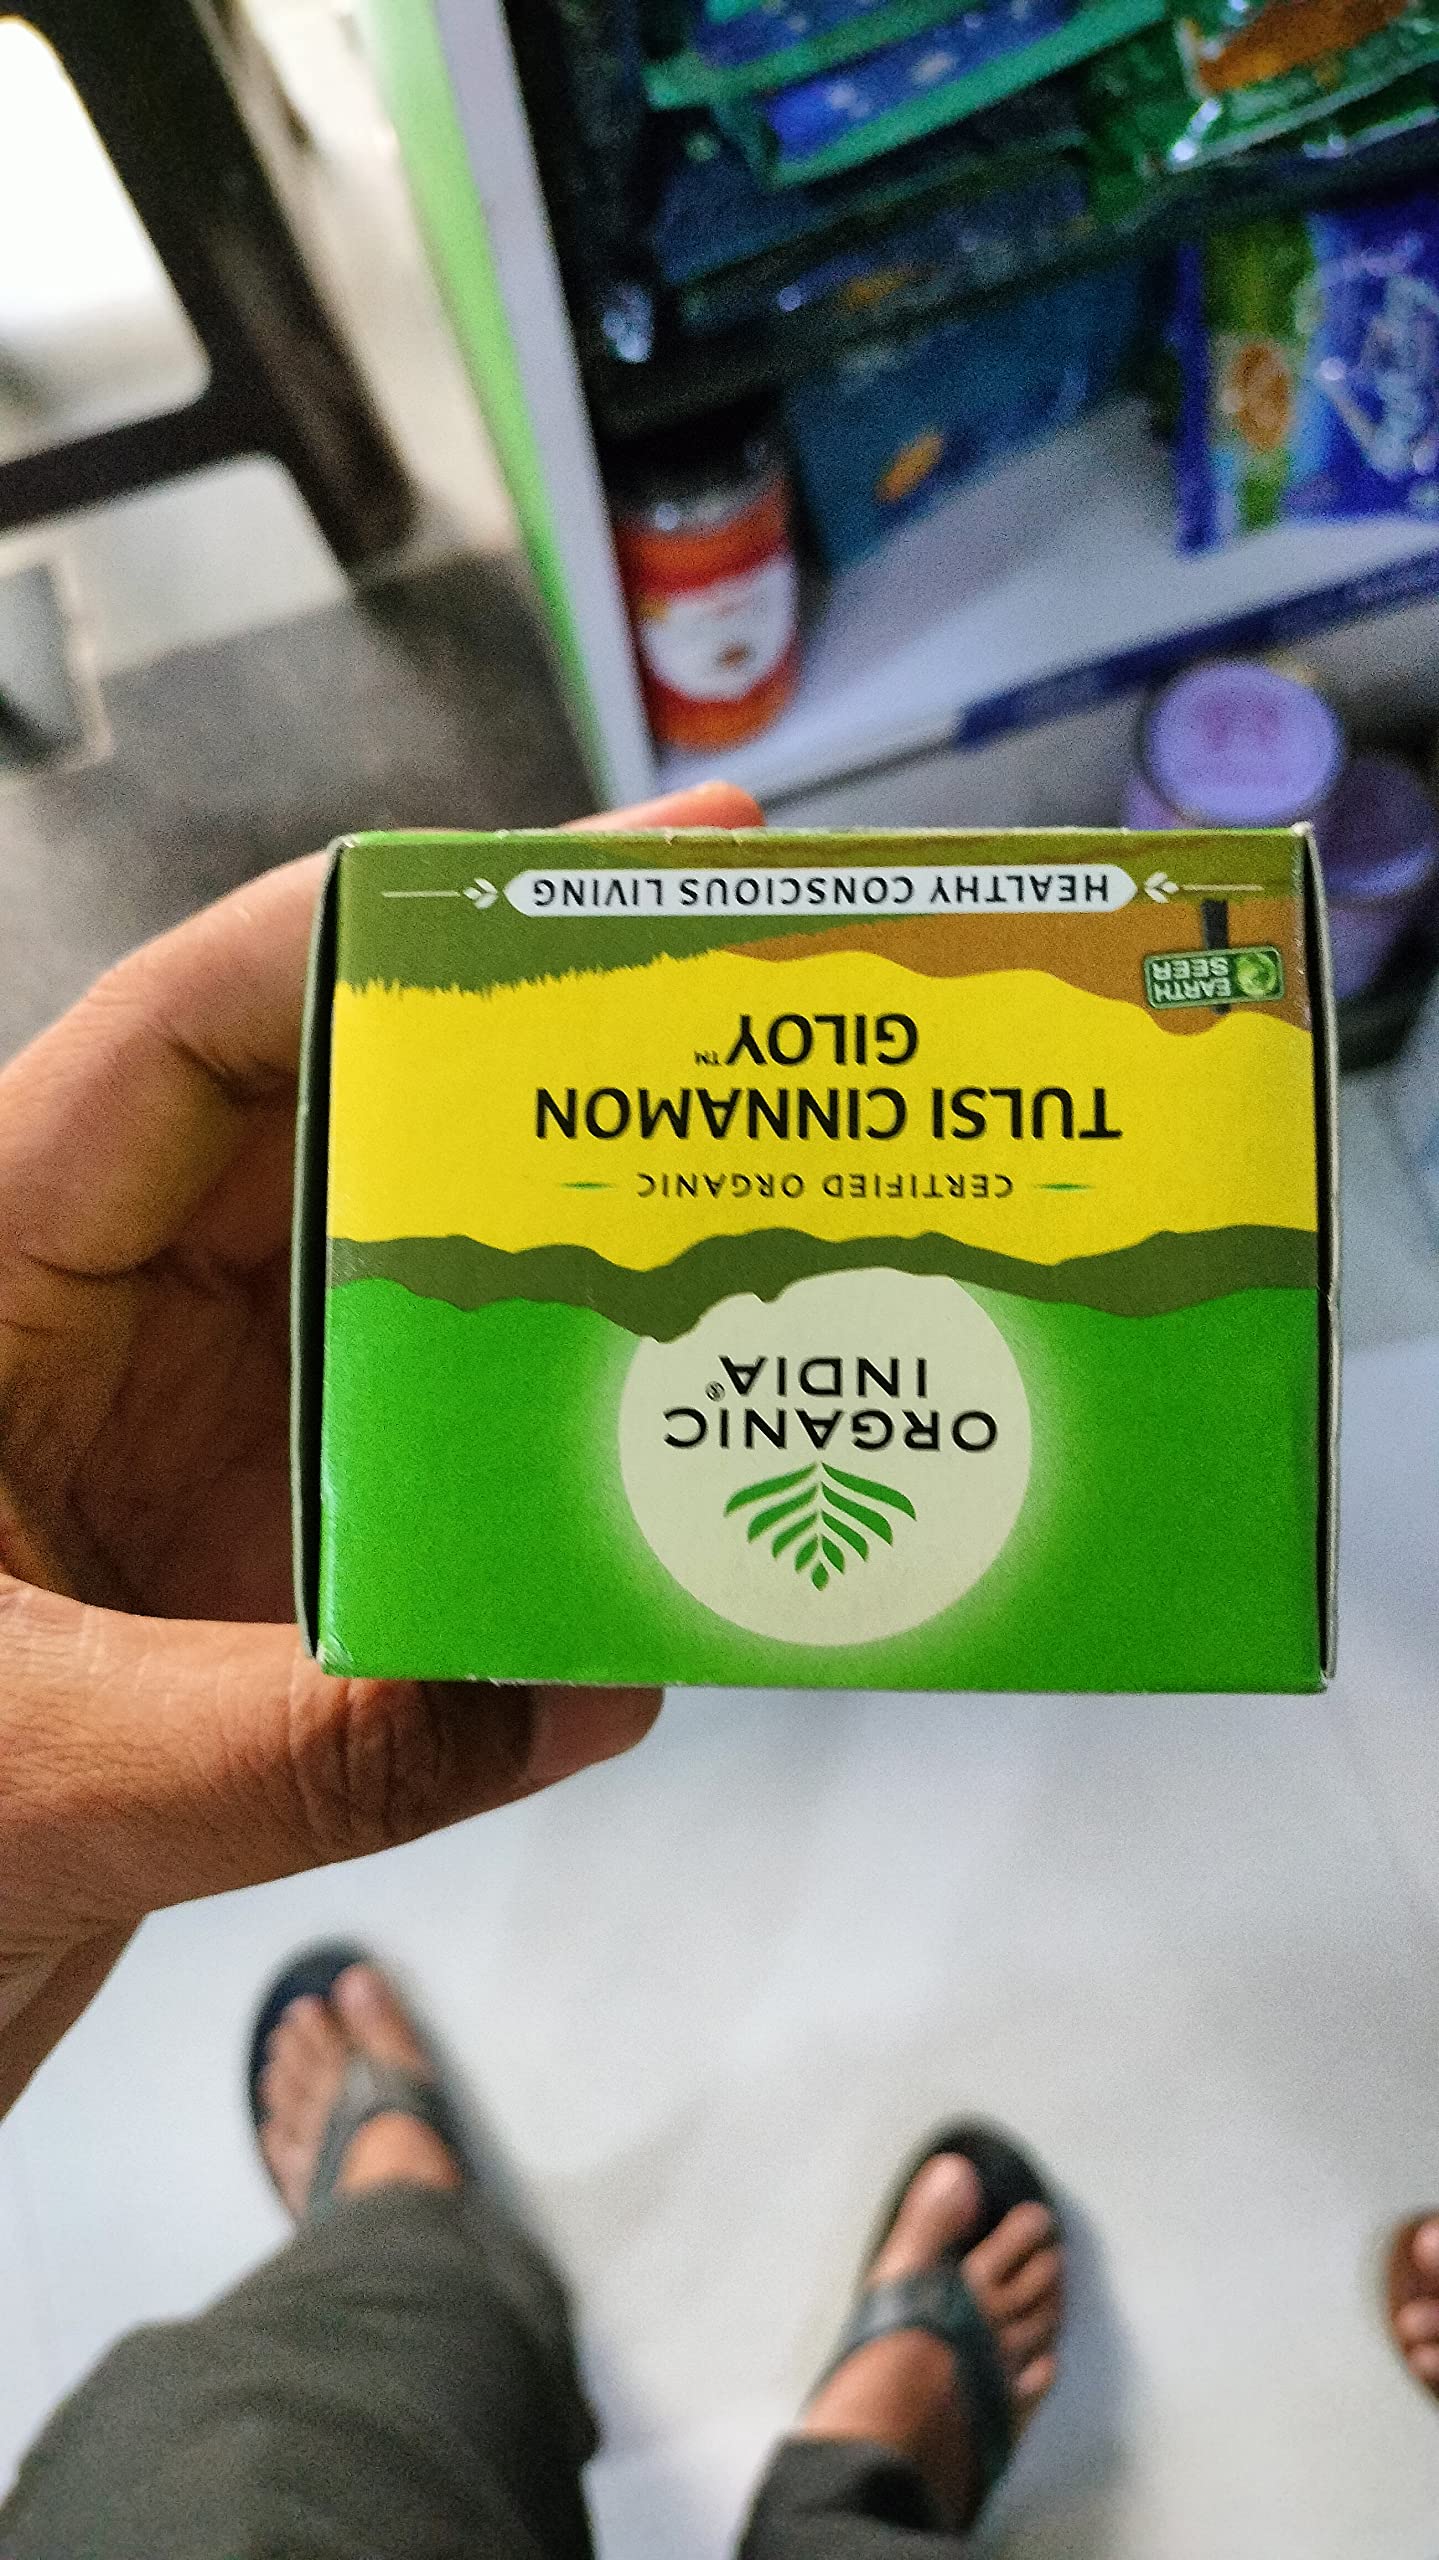 ORGANIC
INDIA®
CERTIFIED ORGANIC
TULSI CINNAMON
GILOY™
EARTH
SEER
HEALTHY CONSCIOUS LIVING